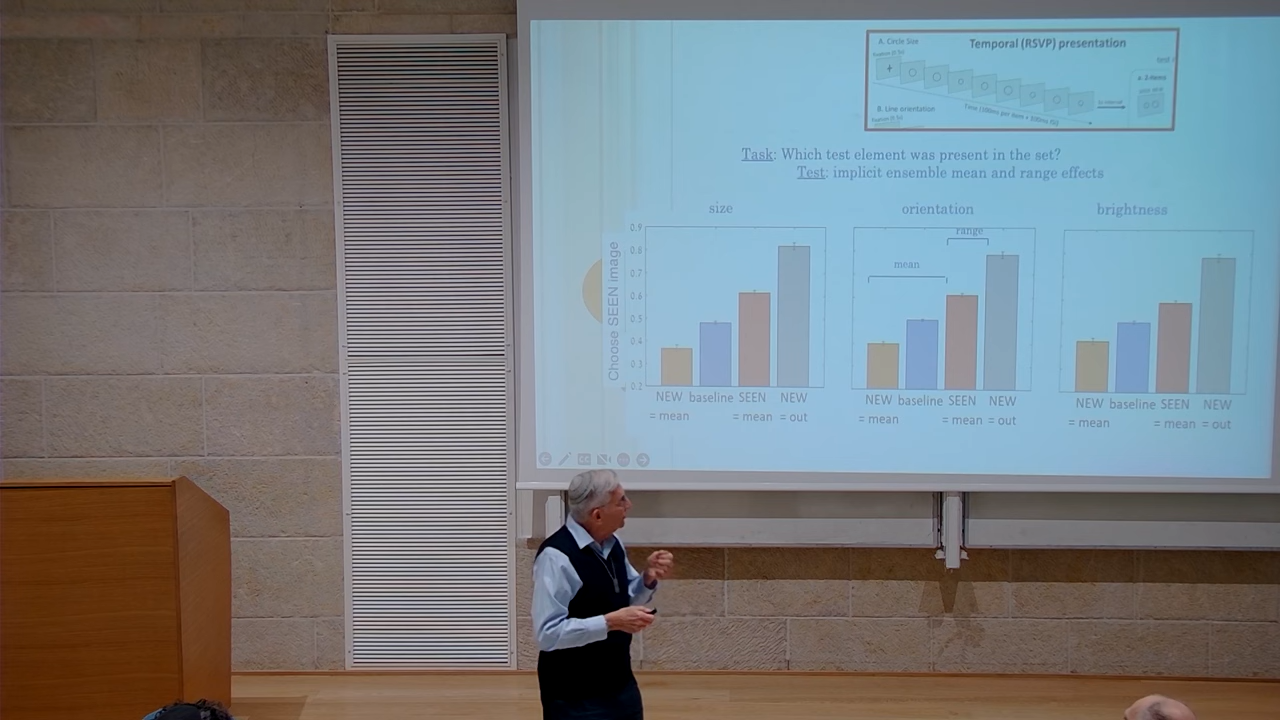 A. Circle Size
Temporal (RSVP) presentation
B. Line orientation
Task: Which test element was present in the set?
Test: implicit ensemble mean and range effects
size
orientation
brightness
Choose SEEN image
0.9
0.8
0.7
0.6
0.5
0.4
0.3
0.2
mean
range
NEW baseline SEEN NEW
= mean = mean = out
NEW baseline SEEN NEW
= mean = mean = out
NEW baseline SEEN NEW
= mean = mean = out